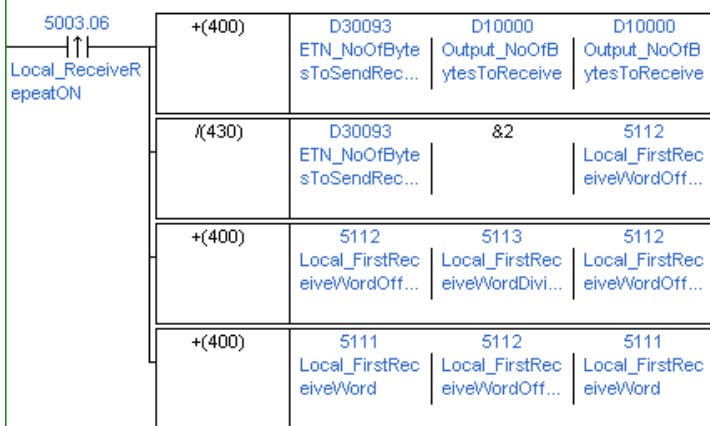 5003.06
Local_ReceiveR
epeatON
+(400)
D30093
ETN_NoOfByte
sToSendRec...
D10000
Output_NoOfB
ytesToReceive
D10000
Output_NoOfB
ytesToReceive
/(430)
D30093
ETN_NoOfByte
sToSendRec...
&2
5112
Local_FirstRec
eiveWordOff...
+(400)
5112
Local_FirstRec
eiveWordOff...
5113
Local_FirstRec
eiveWordDivi...
5112
Local_FirstRec
eiveWordOff...
+(400)
5111
Local_FirstRec
eiveWord
5112
Local_FirstRec
eiveWordOff...
5111
Local_FirstRec
eiveWord